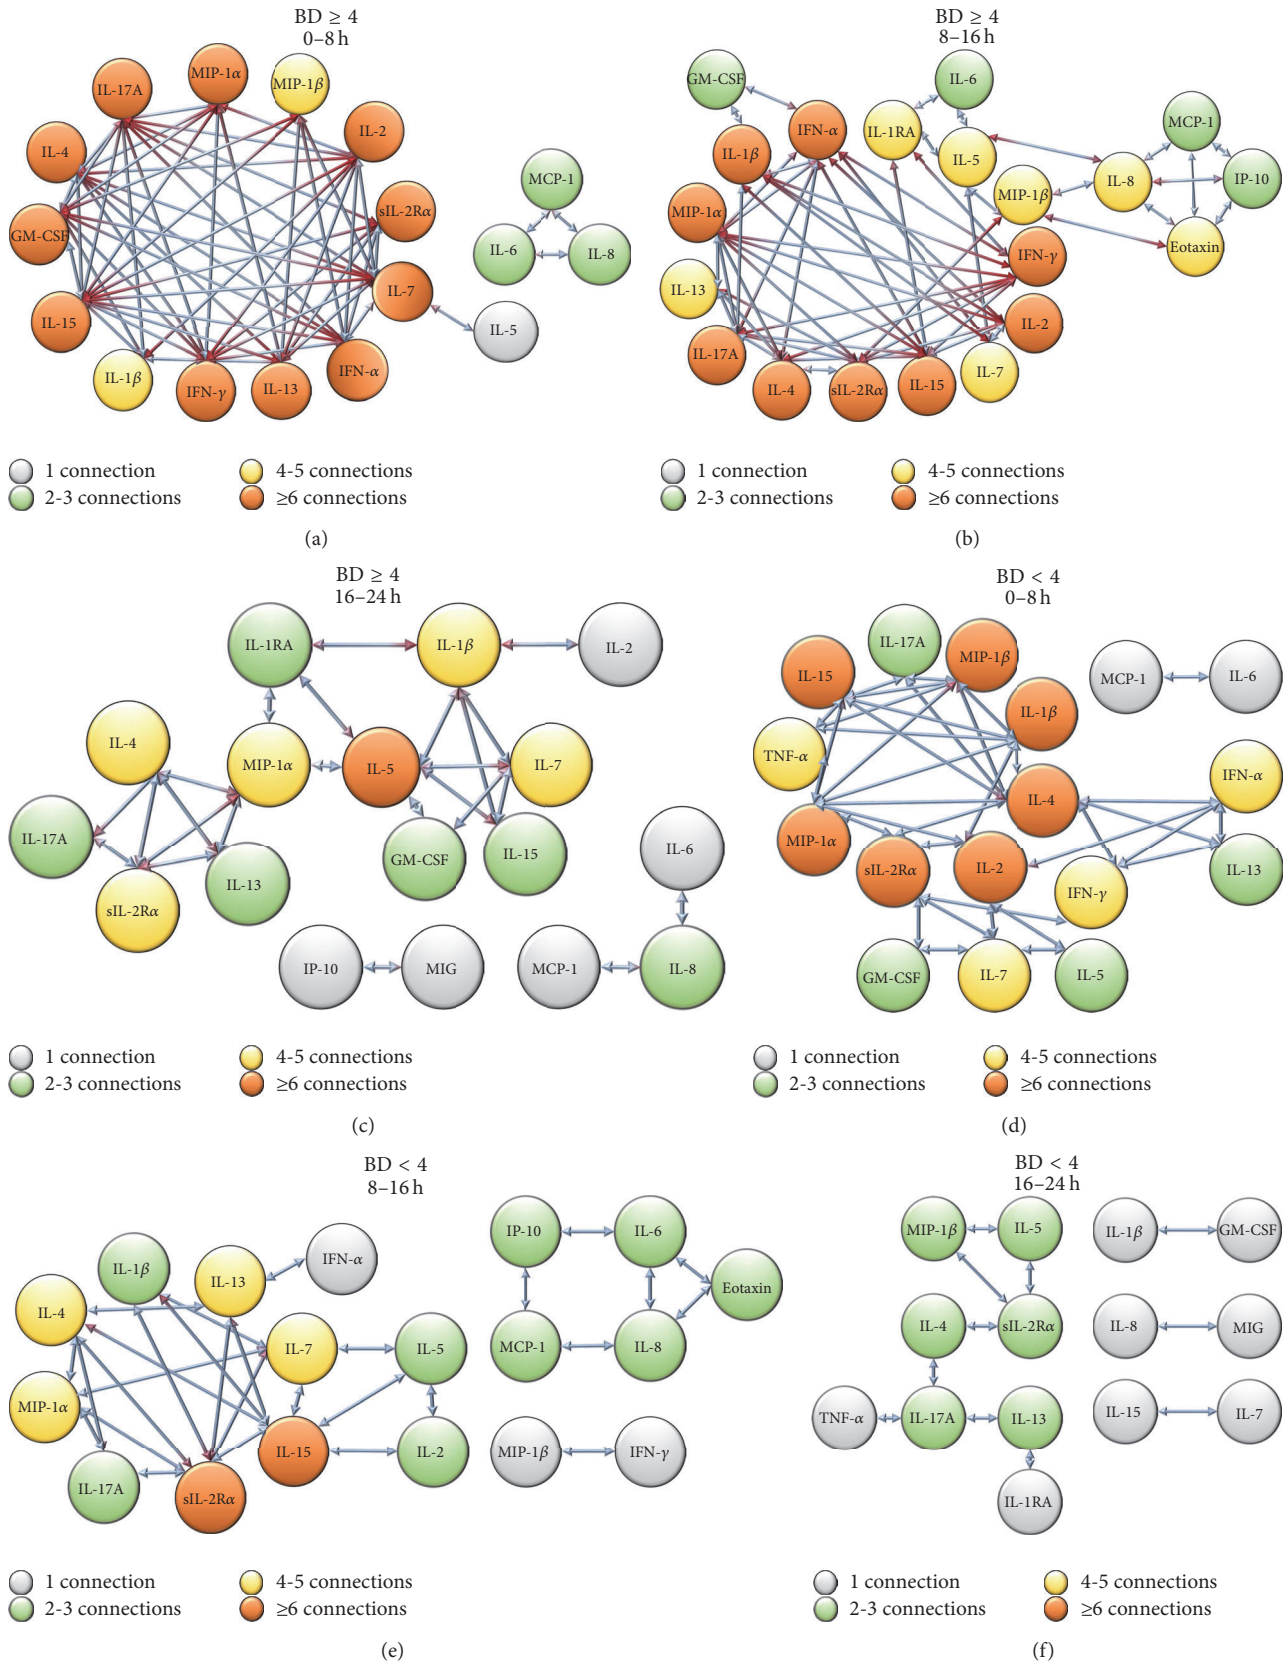 BD ≥ 4
0–8 h
MIP-1α
MIP-1β
IL-17A
IL-2
IL-4
MCP-1
sIL-2Rα
GM-CSF
IL-6
IL-8
IL-7
IL-15
IL-5
IL-1β
IFN-γ
IL-13
IFN-α
1 connection
4-5 connections
2-3 connections
≥6 connections
(a)
BD ≥ 4
8–16 h
GM-CSF
IL-6
IFN-α
IL-1RA
MCP-1
IL-1β
IL-5
IL-8
IP-10
MIP-1β
MIP-1α
Eotaxin
IFN-γ
IL-13
IL-2
IL-17A
IL-7
IL-4
sIL-2Rα
IL-15
1 connection
4-5 connections
2-3 connections
≥6 connections
(b)
BD ≥ 4
16–24 h
IL-1RA
IL-1β
IL-2
IL-4
MIP-1α
IL-5
IL-7
IL-17A
IL-6
GM-CSF
IL-15
IL-13
sIL-2Rα
IP-10
MIG
MCP-1
IL-8
1 connection
4-5 connections
2-3 connections
≥6 connections
(c)
BD < 4
0–8 h
IL-17A
MIP-1β
IL-15
MCP-1
IL-6
IL-1β
TNF-α
IFN-α
IL-4
MIP-1α
sIL-2Rα
IL-2
IL-13
IFN-γ
GM-CSF
IL-7
IL-5
1 connection
4-5 connections
2-3 connections
≥6 connections
(d)
BD < 4
8–16 h
IP-10
IL-6
IFN-α
IL-1β
IL-13
Eotaxin
IL-4
IL-7
IL-5
MCP-1
IL-8
MIP-1α
IL-15
IL-2
MIP-1β
IFN-γ
IL-17A
sIL-2Rα
1 connection
4-5 connections
2-3 connections
≥6 connections
(e)
BD < 4
16–24 h
MIP-1β
IL-5
IL-1β
GM-CSF
IL-4
sIL-2Rα
IL-8
MIG
TNF-α
IL-17A
IL-13
IL-15
IL-7
IL-1RA
1 connection
4-5 connections
2-3 connections
≥6 connections
(f)